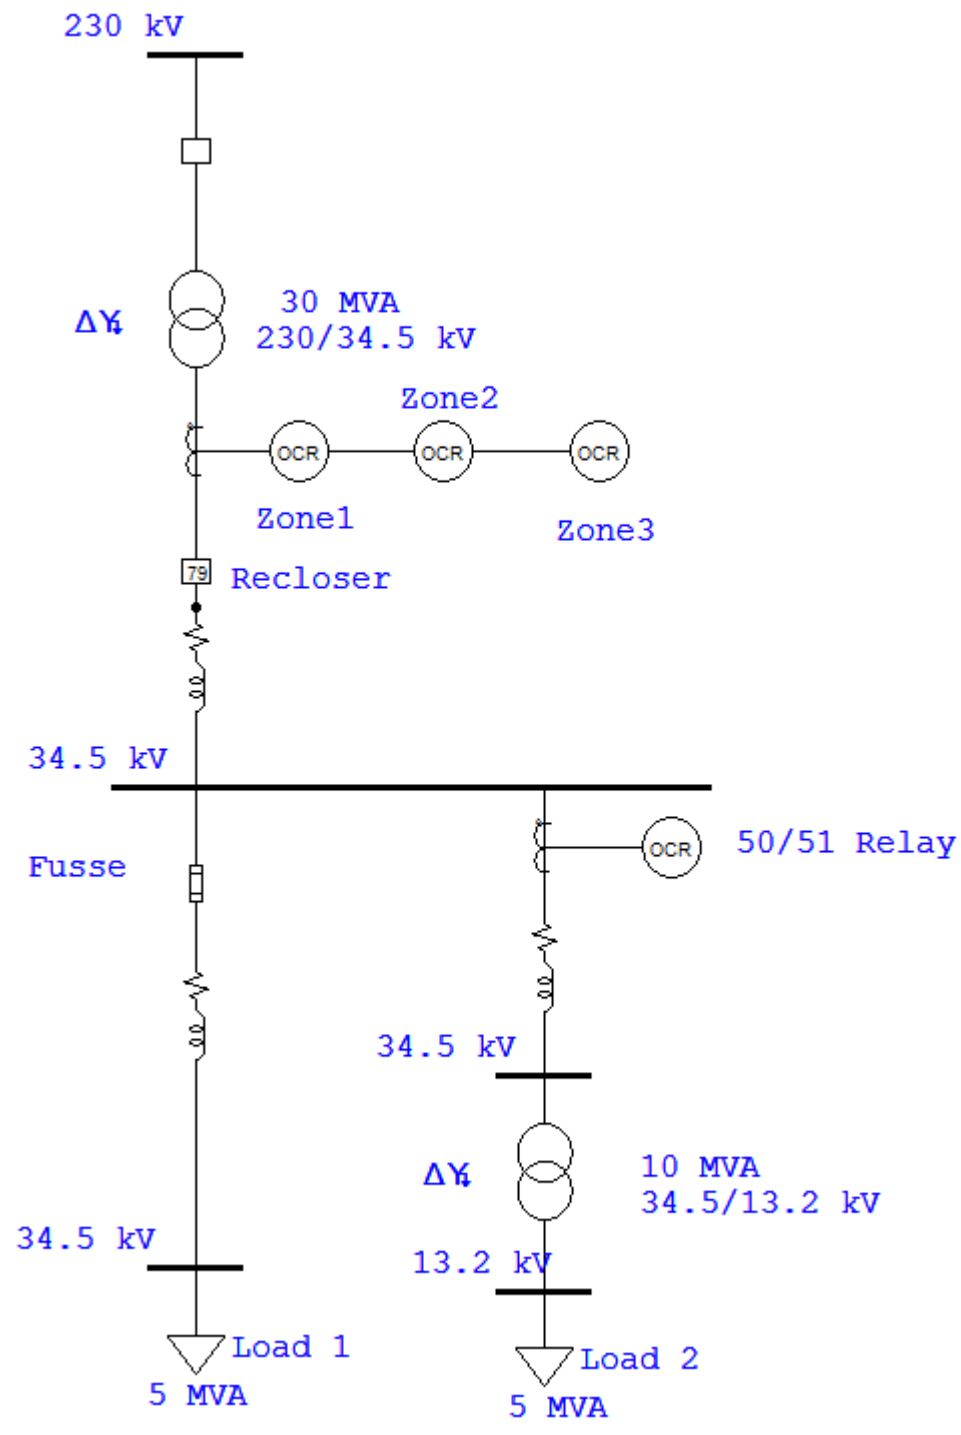 230 kV
30 MVA
ΔY
230/34.5 kV
Zone2
OCR
OCR
OCR
Zone1
Zone3
79
Recloser
34.5 kV
50/51 Relay
OCR
Fusse
34.5 kV
ΔY
10 MVA
34.5/13.2 kV
34.5 kV
13.2 kV
Load 1
Load 2
5 MVA
5 MVA